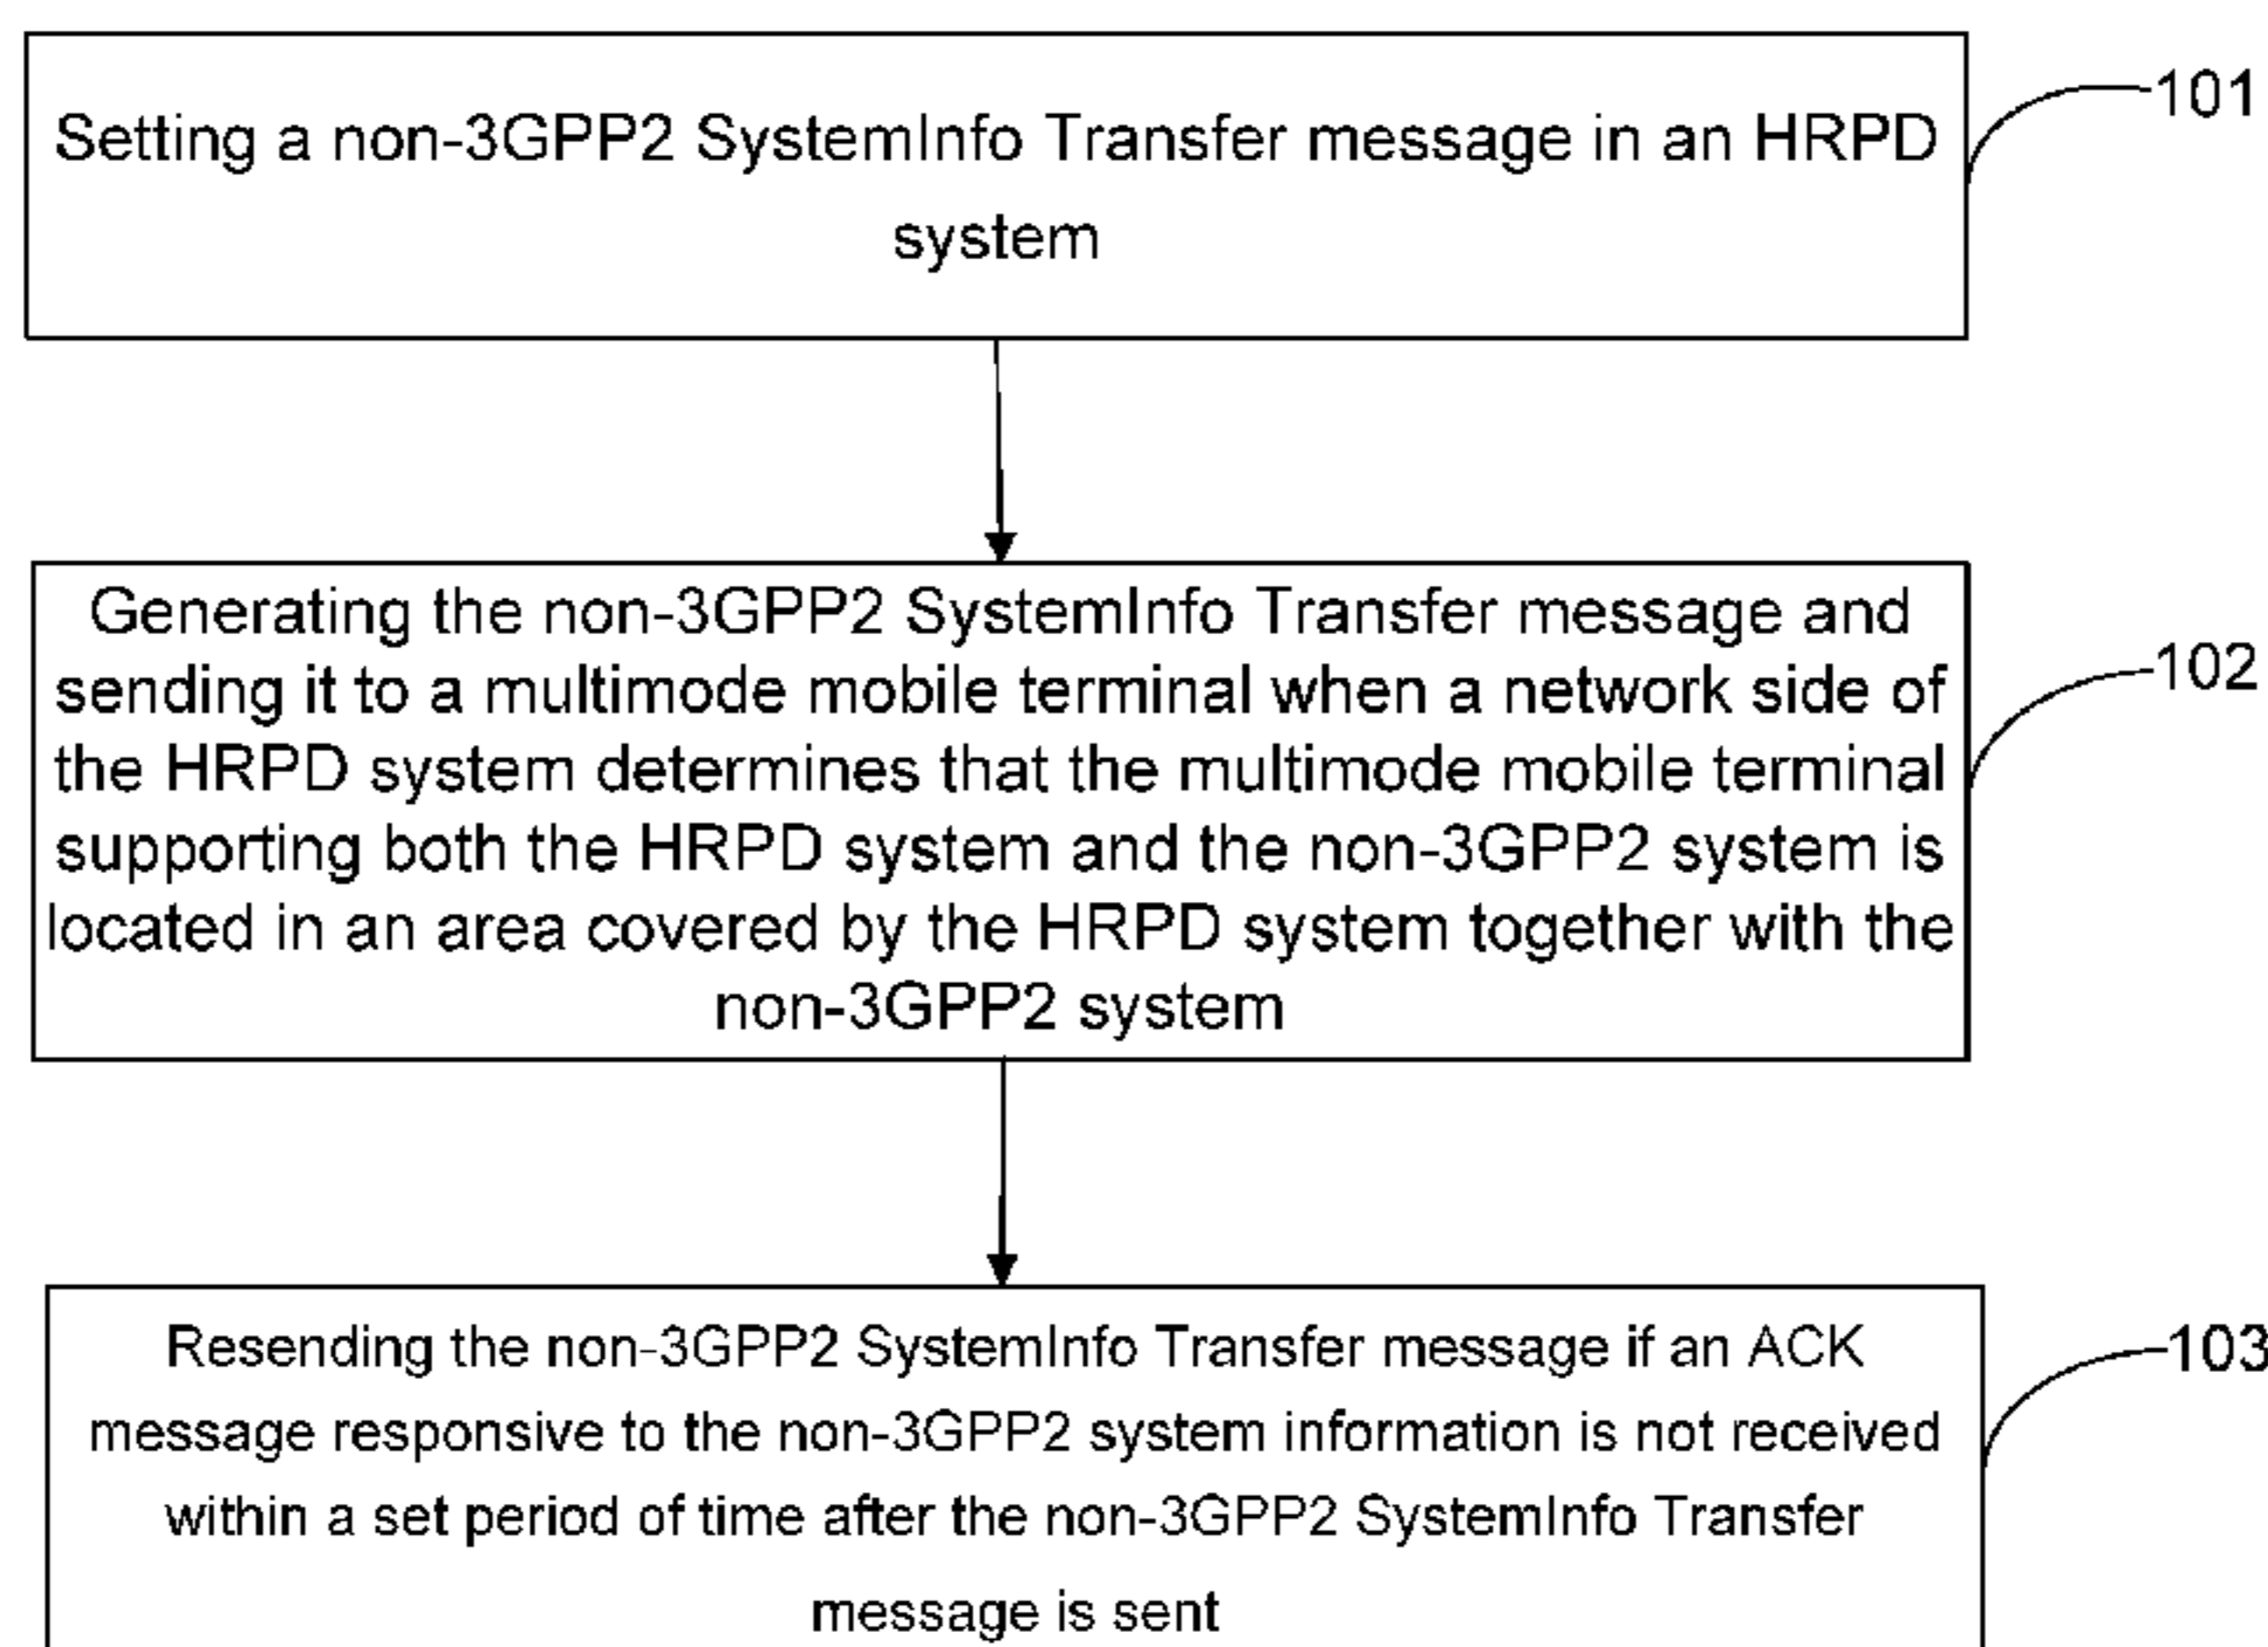 Setting a non-3GPP2 SystemInfo Transfer message in an HRPD
system
101
Generating the non-3GPP2 SystemInfo Transfer message and
sending it to a multimode mobile terminal when a network side of
the HRPD system determines that the multimode mobile terminal
supporting both the HRPD system and the non-3GPP2 system is
located in an area covered by the HRPD system together with the
non-3GPP2 system
102
Resending the non-3GPP2 SystemInfo Transfer message if an ACK
message responsive to the non-3GPP2 system information is not received
within a set period of time after the non-3GPP2 SystemInfo Transfer
message is sent
103